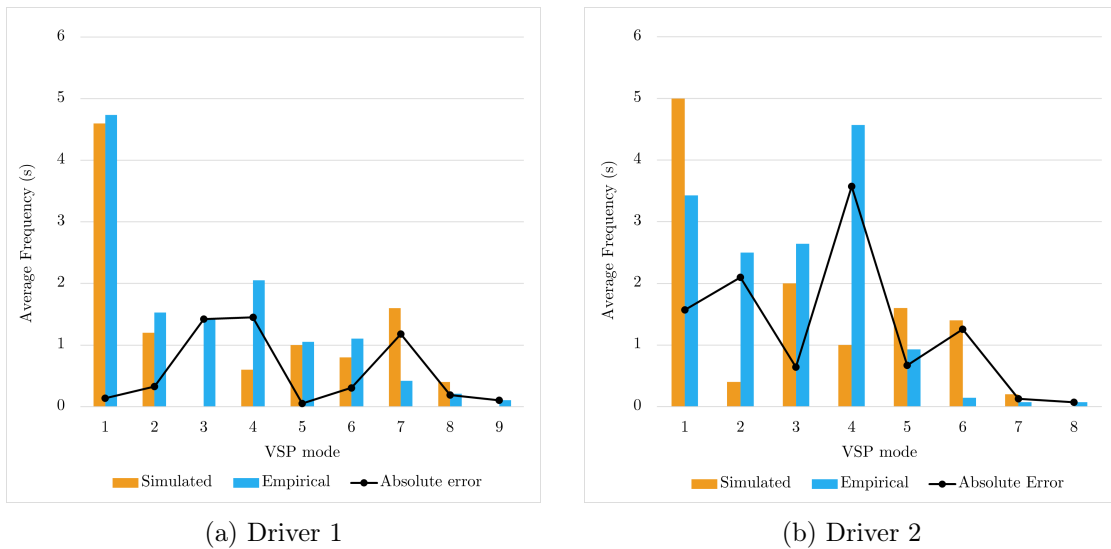 6
5
4
3
2
1
0
Average Frequency (s)
1 2 3 4 5 6 7 8 9
VSP mode
Simulated Empirical Absolute error
(a) Driver 1
6
5
4
3
2
1
0
Average Frequency (s)
1 2 3 4 5 6 7 8
VSP mode
Simulated Empirical Absolute Error
(b) Driver 2